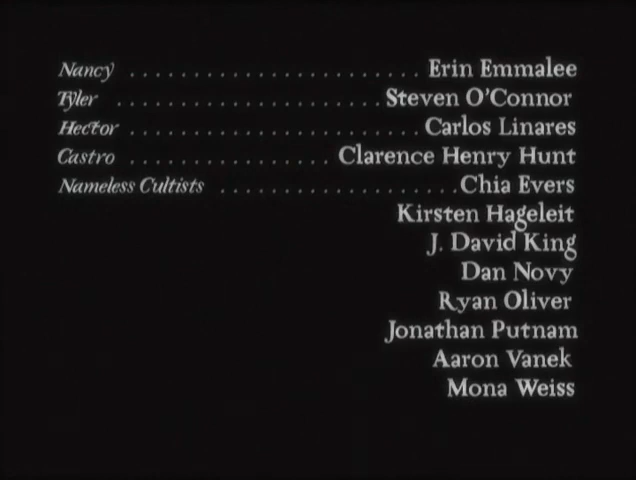 Nancy . . . . . . . . . . . . . . . . . . . . . . . . . . . Erin Emmalee
Tyler . . . . . . . . . . . . . . . . . . . . . . . . . Steven O'Connor
Hector . . . . . . . . . . . . . . . . . . . . . . . . . . . Carlos Linares
Castro . . . . . . . . . . . . . . . . . . . Clarence Henry Hunt
Nameless Cultists . . . . . . . . . . . . . . . . . . . . . . Chia Evers
Kirsten Hageleit
J. David King
Dan Novy
Ryan Oliver
Jonathan Putnam
Aaron Vanek
Mona Weiss